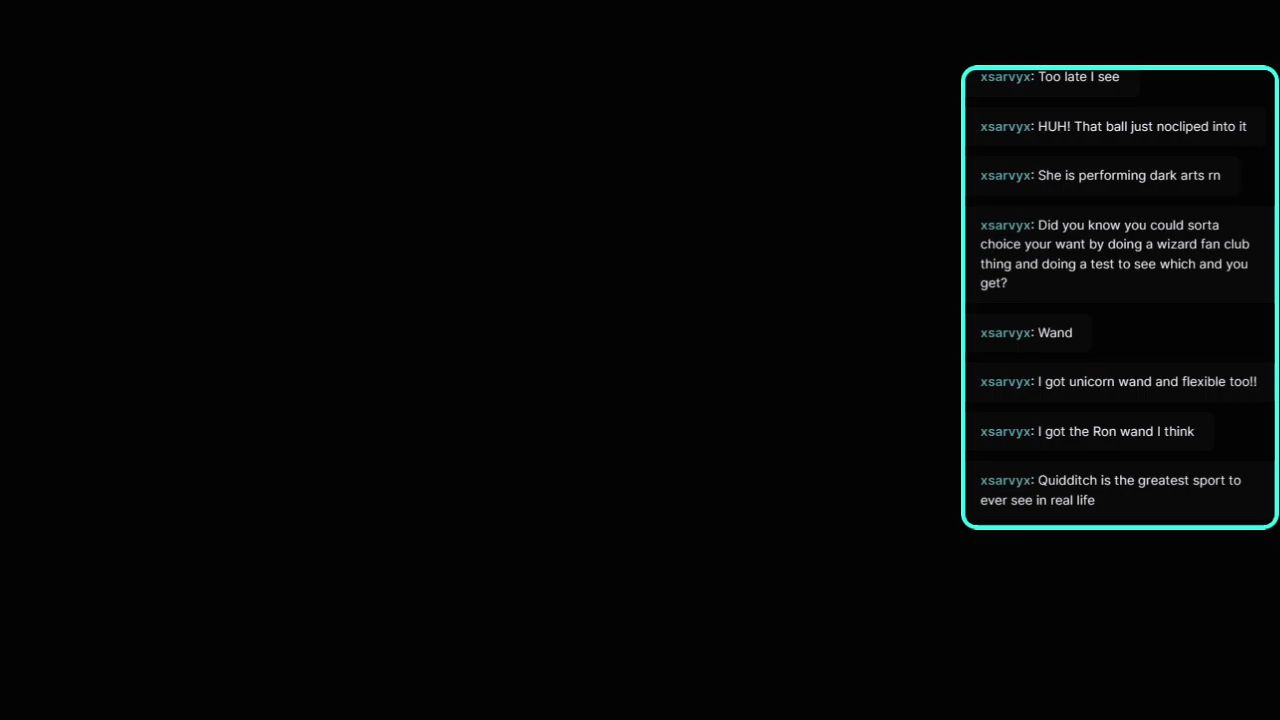 xsarvyx: Too late I see
xsarvyx: HUH! That ball just nocliped into it
xsarvyx: She is performing dark arts rn
xsarvyx: Did you know you could sorta
choice your want by doing a wizard fan club
thing and doing a test to see which and you
get?
xsarvyx: Wand
xsarvyx: I got unicorn wand and flexible too!!
xsarvyx: I got the Ron wand I think
xsarvyx: Quidditch is the greatest sport to
ever see in real life